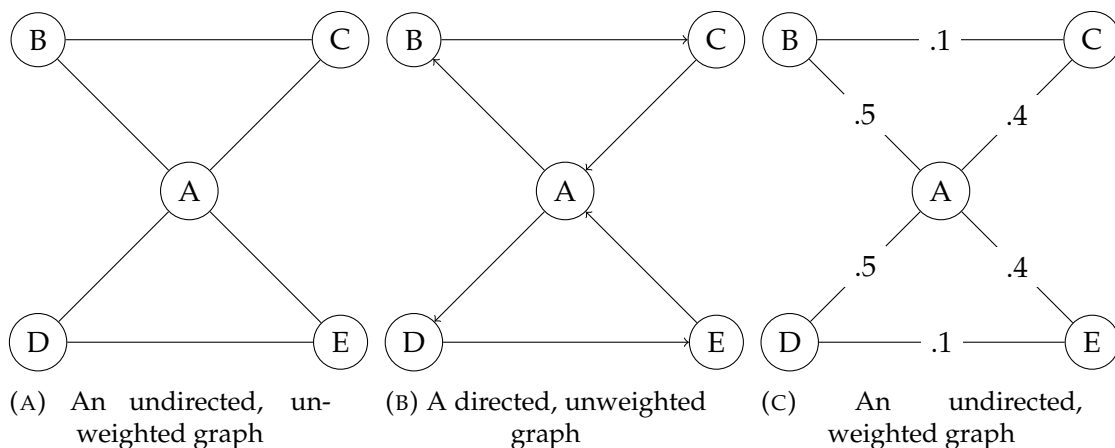 B C B C B .1 C
.5 .4
A A A
.5 .4
D E D E D .1 E
(A) An undirected, un-
weighted graph
(B) A directed, unweighted
graph
(C) An undirected,
weighted graph